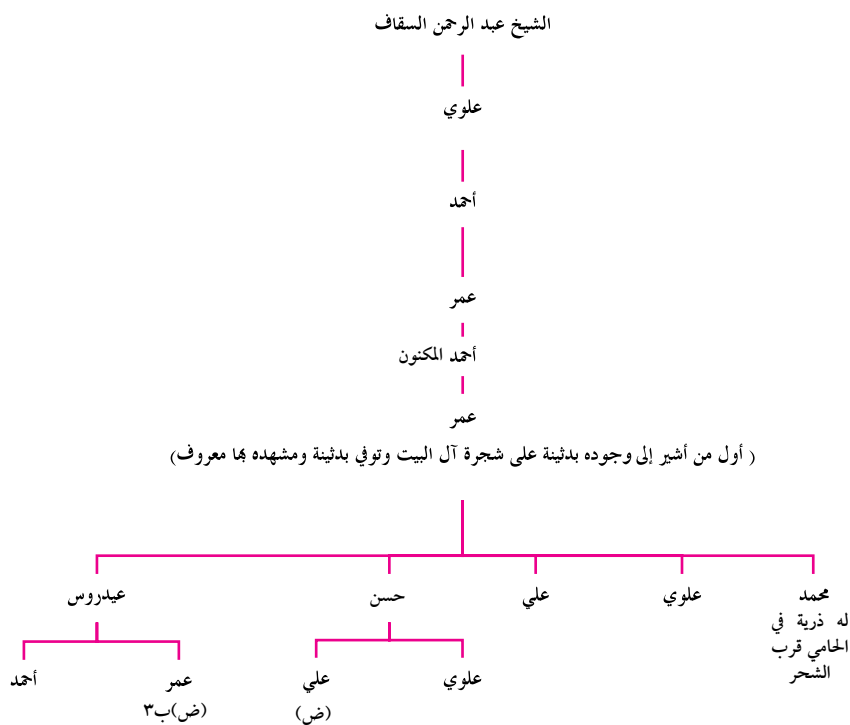 الشيخ عبد الرحمن السقاف
علوي
أحمد
عمر
أحمد المكنون
عمر
( أول من أشير إلى وجوده بدثينة على شجرة آل البيت وتوفي بدثينة ومشهده بها معروف)
محمد
له ذرية في
الحامي قرب
الشحر
علوي
علي
حسن
عيدروس
علوي
علي
(ض)
عمر
(ض)ب٣
أحمد